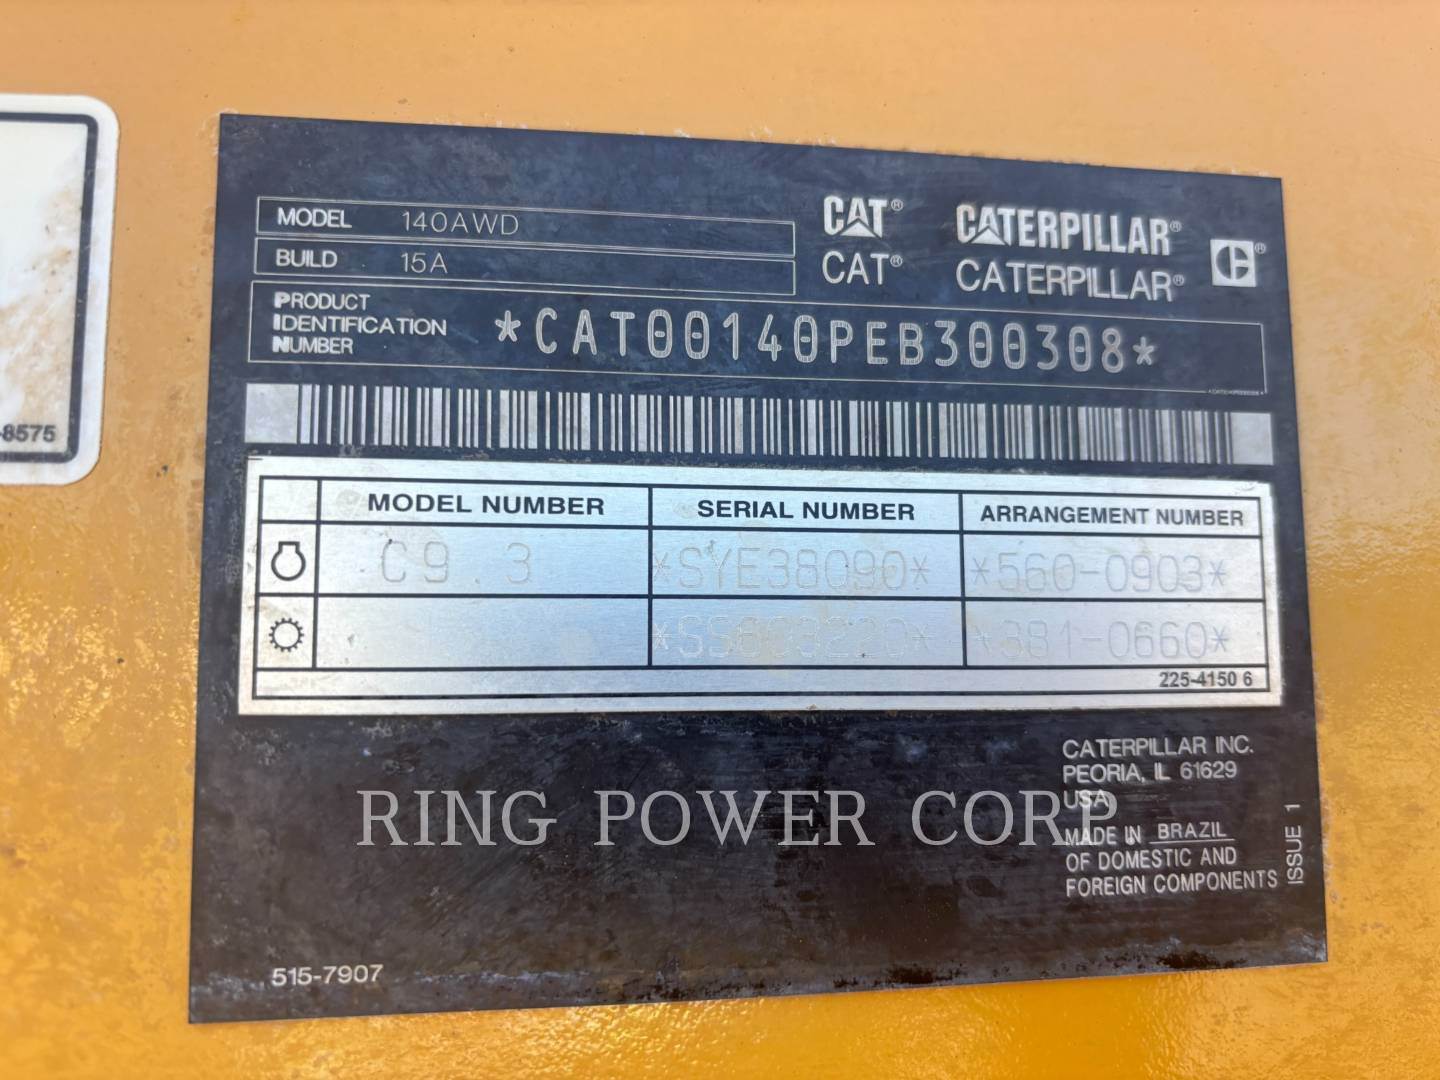 MODEL 140AWD
BUILD 15A
CAT® CATERPILLAR®
CAT® CATERPILLAR®
PRODUCT
IDENTIFICATION
NUMBER
*CAT00140PEB300308*
MODEL NUMBER SERIAL NUMBER ARRANGEMENT NUMBER
C9.3 *SYE38090* *560-0903*
*381-0660*
225-4150 6
CATERPILLAR INC.
PEORIA, IL 61629
USA
MADE IN BRAZIL
OF DOMESTIC AND
FOREIGN COMPONENTS
ISSUE 1
515-7907
-8575
RING POWER CORP